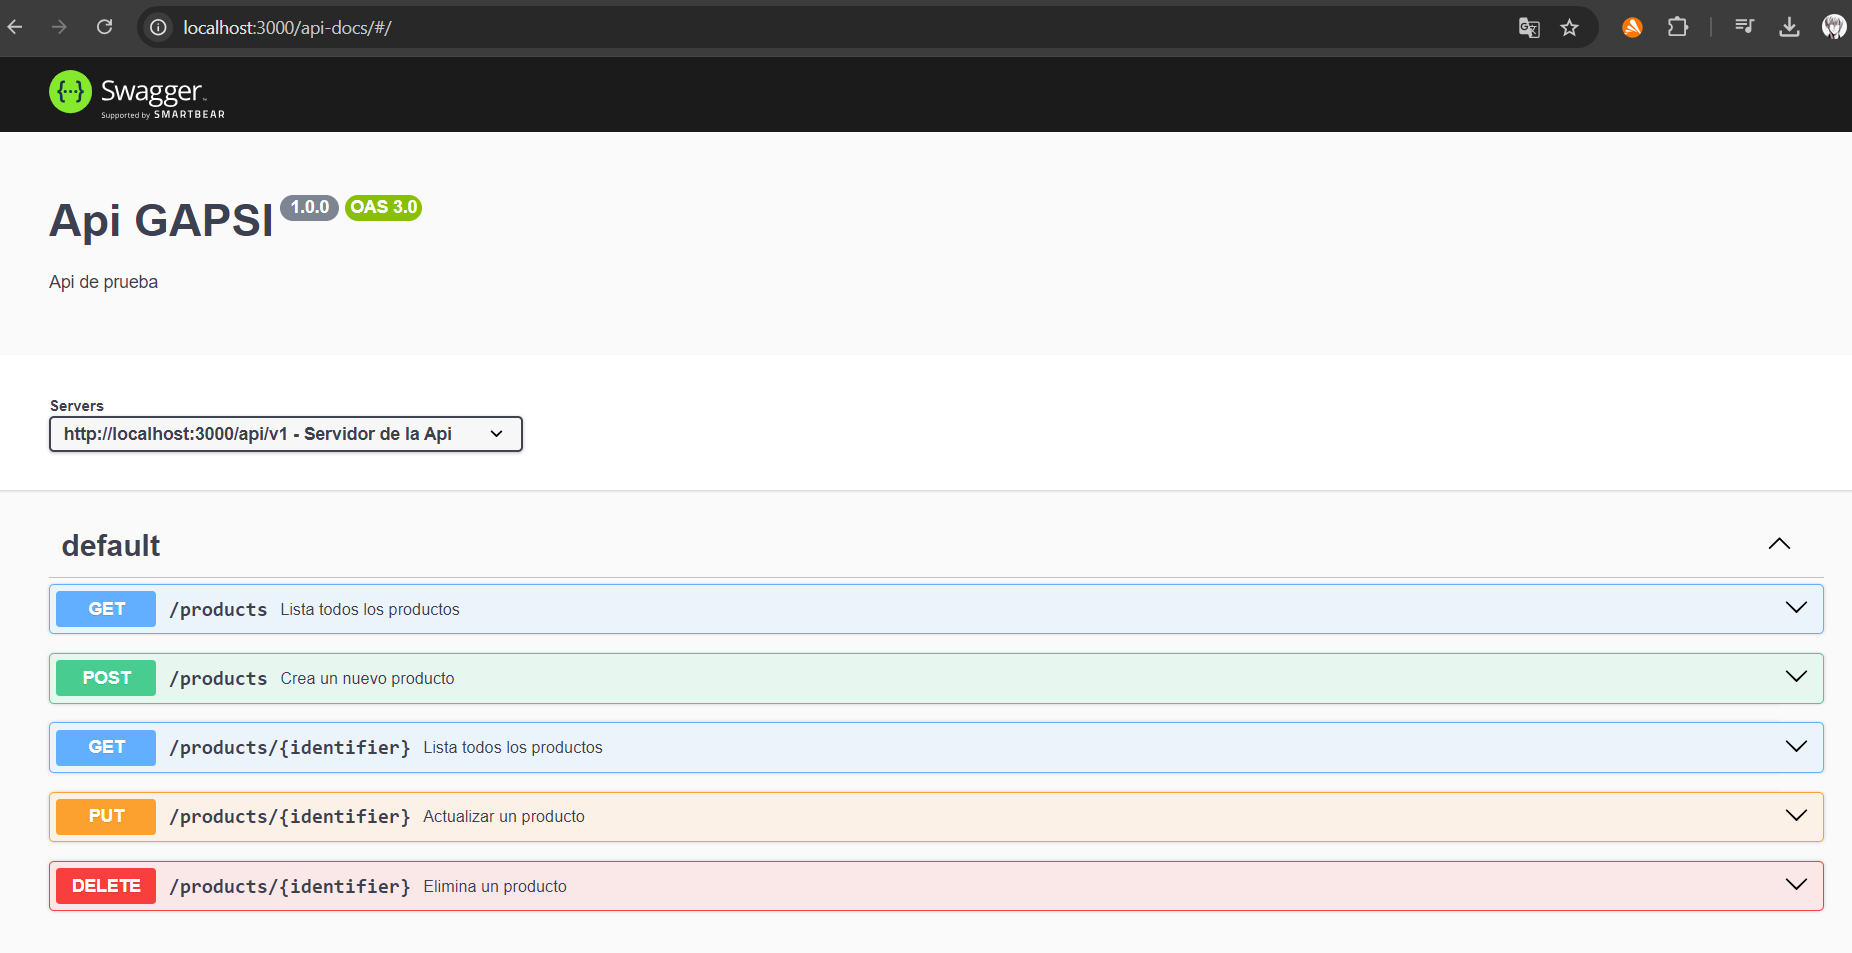 localhost:3000/api-docs/#/
{···} Swagger
Supported by SMARTBEAR
Api GAPSI 1.0.0 OAS 3.0
Api de prueba
Servers
http://localhost:3000/api/v1 - Servidor de la Api
default
GET /products Lista todos los productos
POST /products Crea un nuevo producto
GET /products/{identifier} Lista todos los productos
PUT /products/{identifier} Actualizar un producto
DELETE /products/{identifier} Elimina un producto